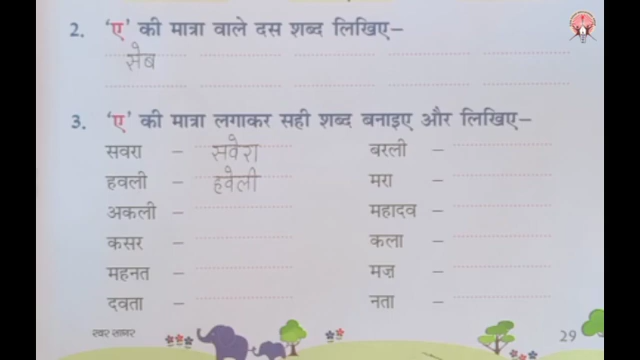 2. 'ए' की मात्रा वाले दस शब्द लिखिए–
सेब
3. 'ए' की मात्रा लगाकर सही शब्द बनाइए और लिखिए–
सवरा – सवेरा बरली –
हवली – हवेली मरा –
अकली – महादव –
कसर – कला –
महनत – मज़ –
दवता – नता –
स्वर सागर 29